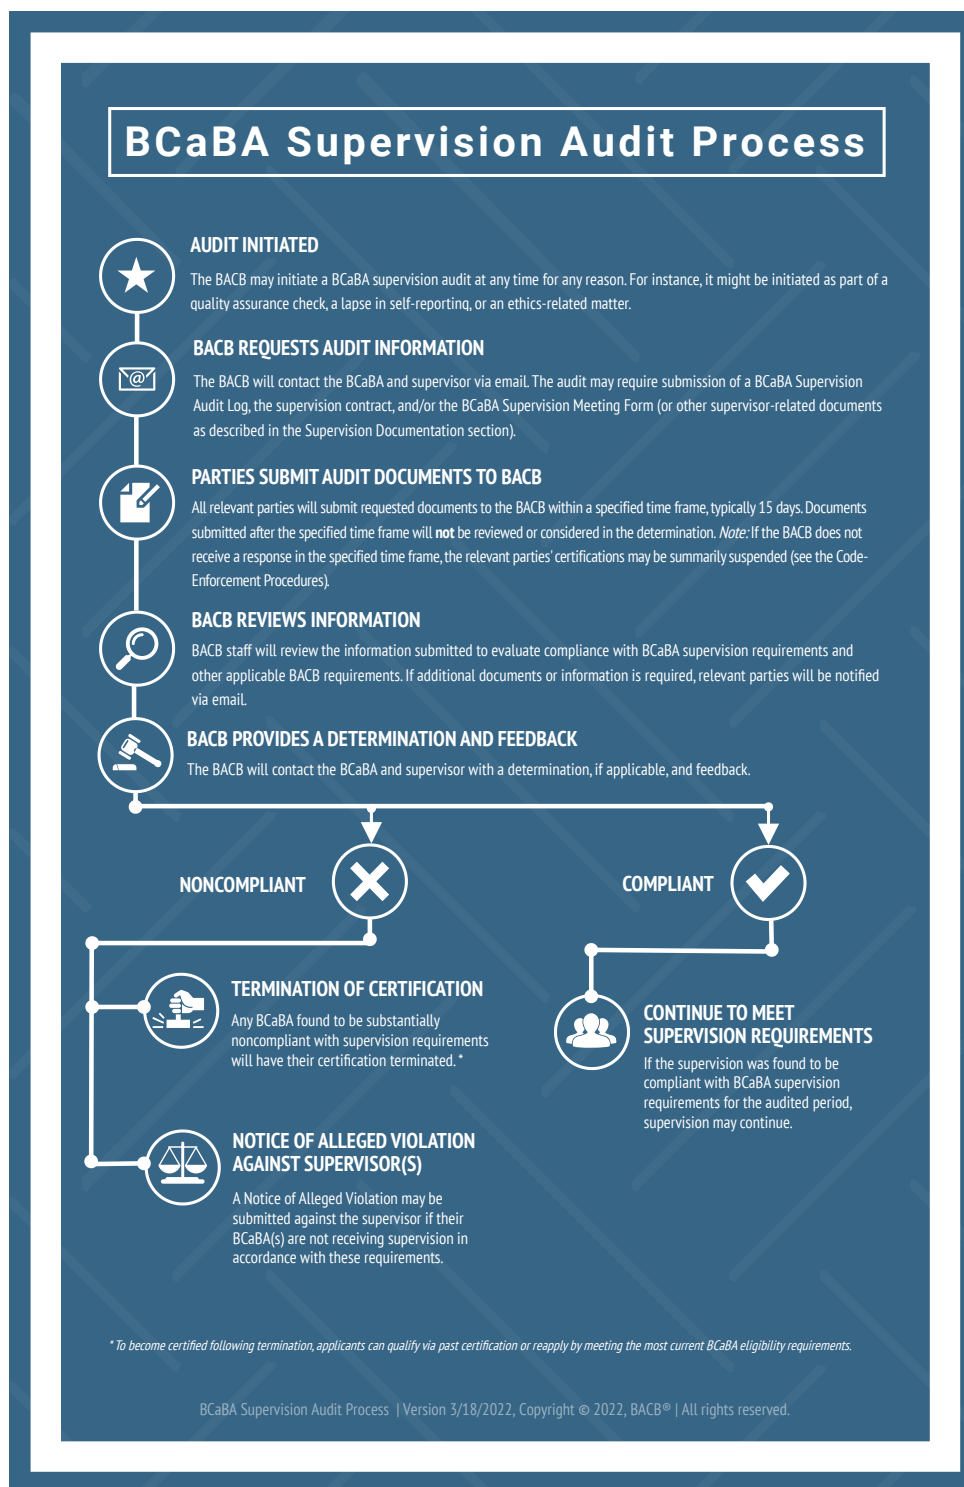 BCaBA Supervision Audit Process
AUDIT INITIATED
The BACB may initiate a BCaBA supervision audit at any time for any reason. For instance, it might be initiated as part of a
quality assurance check, a lapse in self-reporting, or an ethics-related matter.
BACB REQUESTS AUDIT INFORMATION
The BACB will contact the BCaBA and supervisor via email. The audit may require submission of a BCaBA Supervision
Audit Log, the supervision contract, and/or the BCaBA Supervision Meeting Form (or other supervisor-related documents
as described in the Supervision Documentation section).
@
PARTIES SUBMIT AUDIT DOCUMENTS TO BACB
All relevant parties will submit requested documents to the BACB within a specified time frame, typically 15 days. Documents
submitted after the specified time frame will not be reviewed or considered in the determination. Note: If the BACB does not
receive a response in the specified time frame, the relevant parties' certifications may be summarily suspended (see the Code-
Enforcement Procedures).
BACB REVIEWS INFORMATION
BACB staff will review the information submitted to evaluate compliance with BCaBA supervision requirements and
other applicable BACB requirements. If additional documents or information is required, relevant parties will be notified
via email.
BACB PROVIDES A DETERMINATION AND FEEDBACK
The BACB will contact the BCaBA and supervisor with a determination, if applicable, and feedback.
NONCOMPLIANT
TERMINATION OF CERTIFICATION
Any BCaBA found to be substantially
noncompliant with supervision requirements
will have their certification terminated. *
NOTICE OF ALLEGED VIOLATION
AGAINST SUPERVISOR(S)
A Notice of Alleged Violation may be
submitted against the supervisor if their
BCaBA(s) are not receiving supervision in
accordance with these requirements.
COMPLIANT
CONTINUE TO MEET
SUPERVISION REQUIREMENTS
If the supervision was found to be
compliant with BCaBA supervision
requirements for the audited period,
supervision may continue.
* To become certified following termination, applicants can qualify via past certification or reapply by meeting the most current BCaBA eligibility requirements.
BCaBA Supervision Audit Process | Version 3/18/2022, Copyright © 2022, BACB® | All rights reserved.